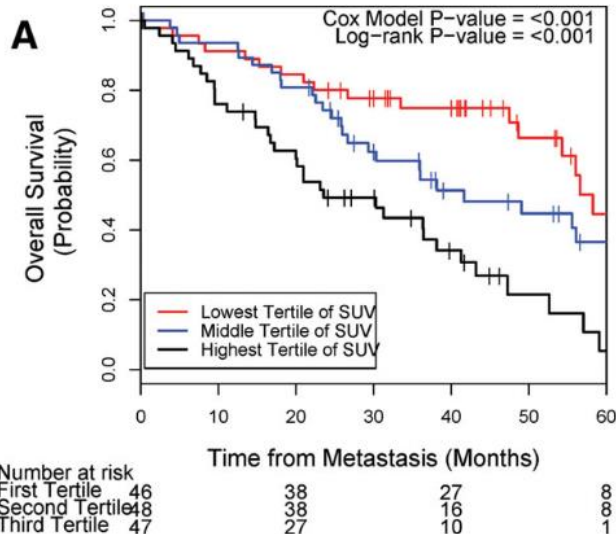 A
Cox Model P-value = <0.001
Log-rank P-value = <0.001
Overall Survival
(Probability)
1.0
0.8
0.6
0.4
0.2
0.0
Lowest Tertile of SUV
Middle Tertile of SUV
Highest Tertile of SUV
0 10 20 30 40 50 60
Time from Metastasis (Months)
Number at risk
First Tertile 46 38 27 8
Second Tertile 48 38 16 8
Third Tertile 47 27 10 1